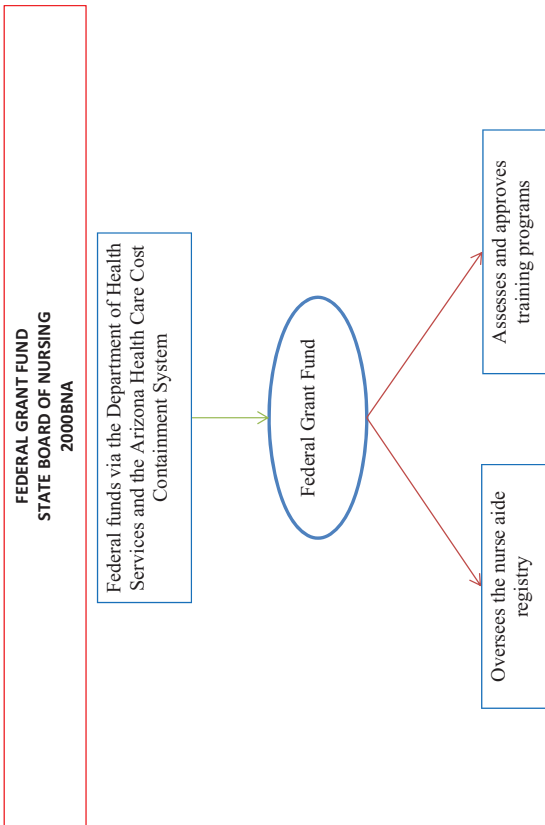 FEDERAL GRANT FUND
STATE BOARD OF NURSING
2000BNA
Federal funds via the Department of Health
Services and the Arizona Health Care Cost
Containment System
Federal Grant Fund
Oversees the nurse aide
registry
Assesses and approves
training programs